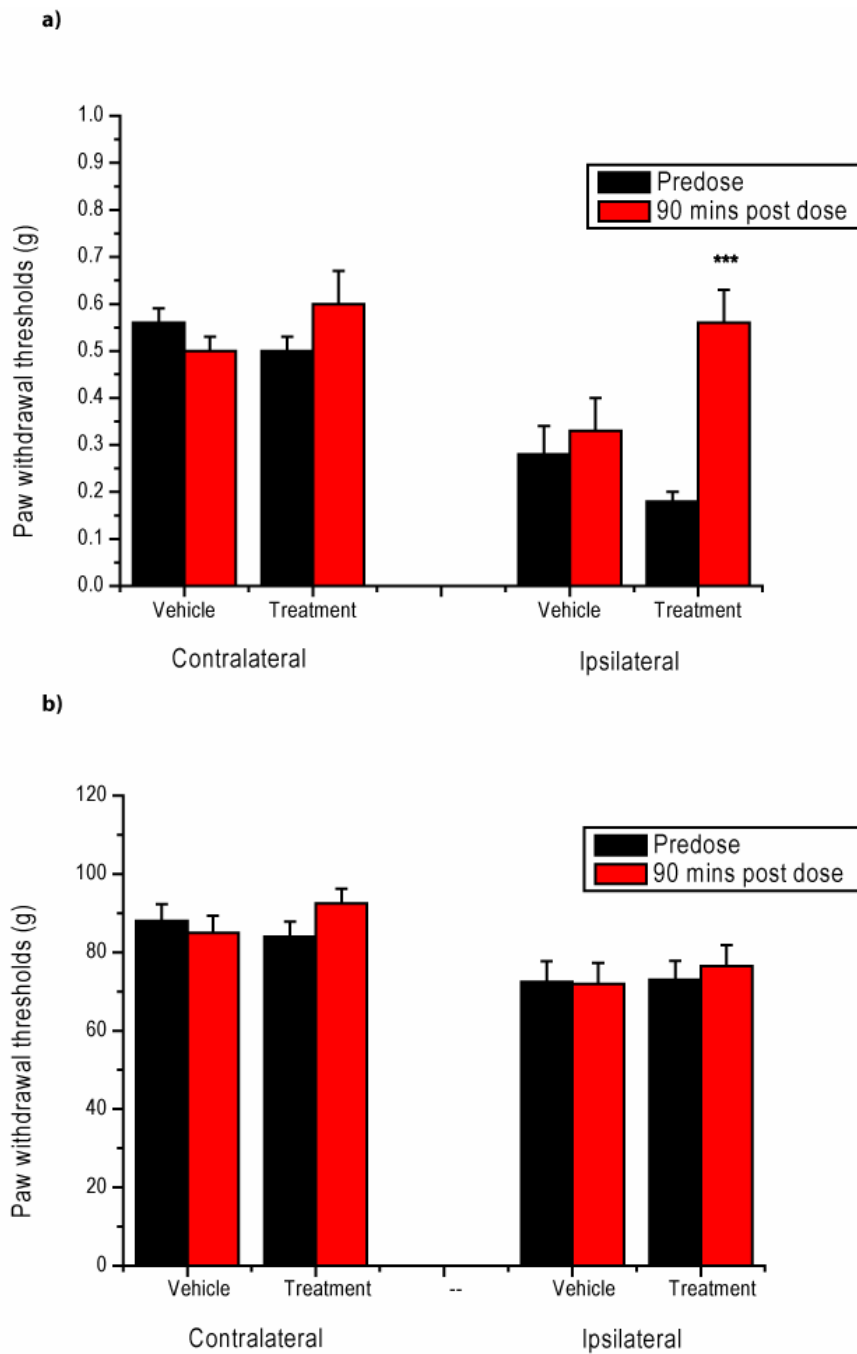 a)
1.0
0.9
0.8
0.7
0.6
0.5
0.4
0.3
0.2
0.1
0.0
Paw withdrawal thresholds (g)
Predose
90 mins post dose
***
Vehicle Treatment Vehicle Treatment
Contralateral Ipsilateral
b)
120
100
80
60
40
20
0
Paw withdrawal thresholds (g)
Predose
90 mins post dose
Vehicle Treatment -- Vehicle Treatment
Contralateral Ipsilateral